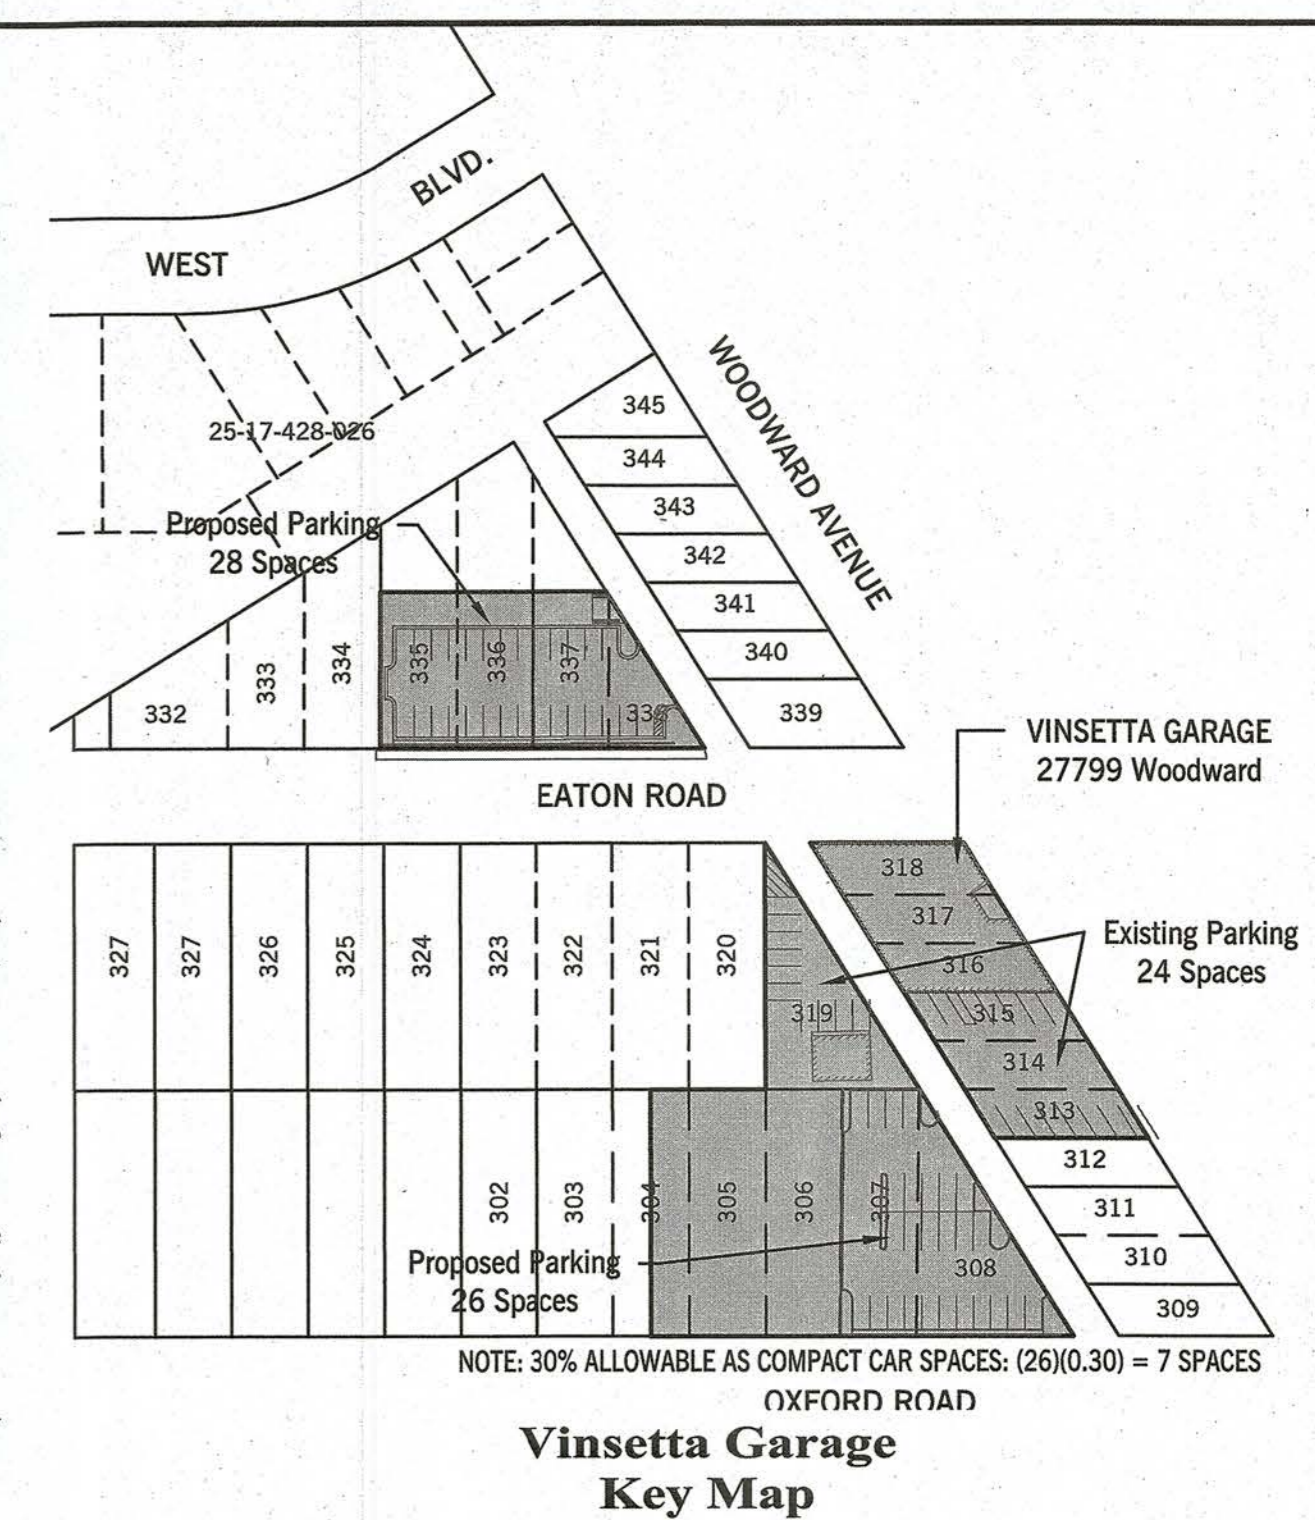 BLVD.
WEST
WOODWARD AVENUE
345
344
25-17-428-026
343
Proposed Parking
28 Spaces
342
341
340
339
332
333
334
335
336
337
VINSETTA GARAGE
27799 Woodward
EATON ROAD
318
317
316
Existing Parking
24 Spaces
327
327
326
325
324
323
322
321
320
319
315
314
313
312
311
310
309
302
303
304
305
306
307
308
Proposed Parking
26 Spaces
NOTE: 30% ALLOWABLE AS COMPACT CAR SPACES: (26)(0.30) = 7 SPACES
OXFORD ROAD
Vinsetta Garage
Key Map